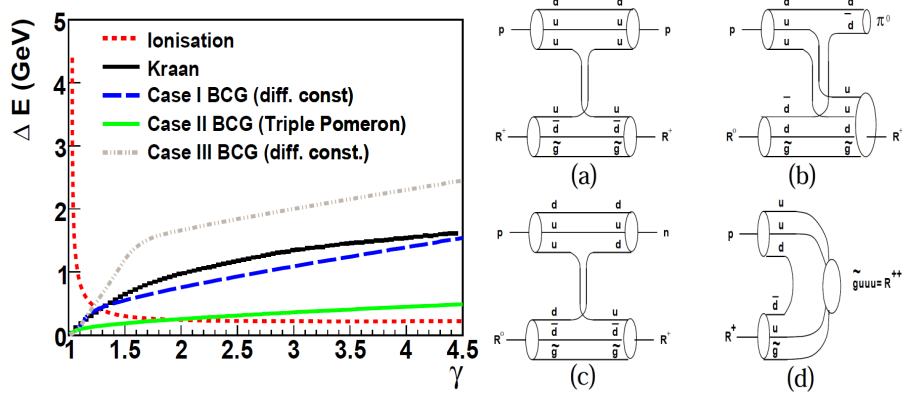 Δ E (GeV)
5
4
3
2
1
0
Ionisation
Kraan
Case I BCG (diff. const)
Case II BCG (Triple Pomeron)
Case III BCG (diff. const.)
1 1.5 2 2.5 3 3.5 4 4.5
γ
d d
p u u p
u u
u u
d̄ d̄
R⁺ g̃ g̃ R⁺
(a)
d d
d̄ π⁰
p u
u
u
d̄ u
R⁰ d d R⁺
g̃ g̃
(b)
d d
p u u n
u d
d u
d̄ d̄
R⁰ g̃ g̃ R⁺
(c)
u
p u
d
g̃uuu=R⁺⁺
d̄
R⁺ u
g̃
(d)